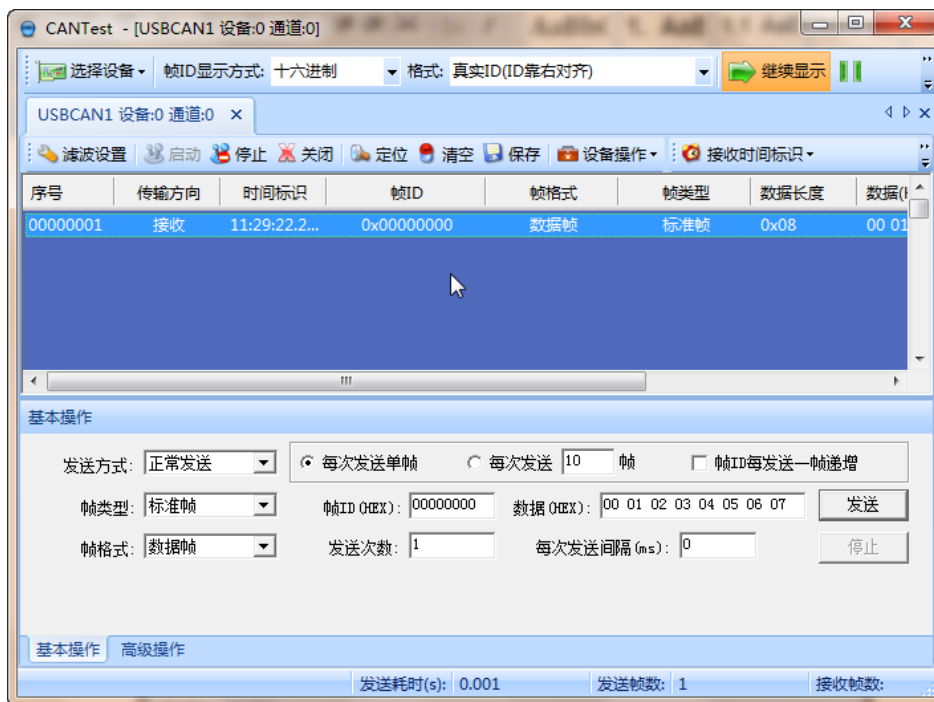 CANTest - [USBCAN1 设备:0 通道:0]
选择设备 帧ID显示方式: 十六进制 格式: 真实ID(ID靠右对齐) 继续显示
USBCAN1 设备:0 通道:0
滤波设置 启动 停止 关闭 定位 清空 保存 设备操作 接收时间标识
序号 传输方向 时间标识 帧ID 帧格式 帧类型 数据长度 数据(H
00000001 接收 11:29:22.2... 0x00000000 数据帧 标准帧 0x08 00 01
基本操作
发送方式: 正常发送 每次发送单帧 每次发送 10 帧 帧ID每发送一帧递增
帧类型: 标准帧 帧ID(HEX): 00000000 数据(HEX): 00 01 02 03 04 05 06 07 发送
帧格式: 数据帧 发送次数: 1 每次发送间隔(ms): 0 停止
基本操作 高级操作
发送耗时(s): 0.001 发送帧数: 1 接收帧数: